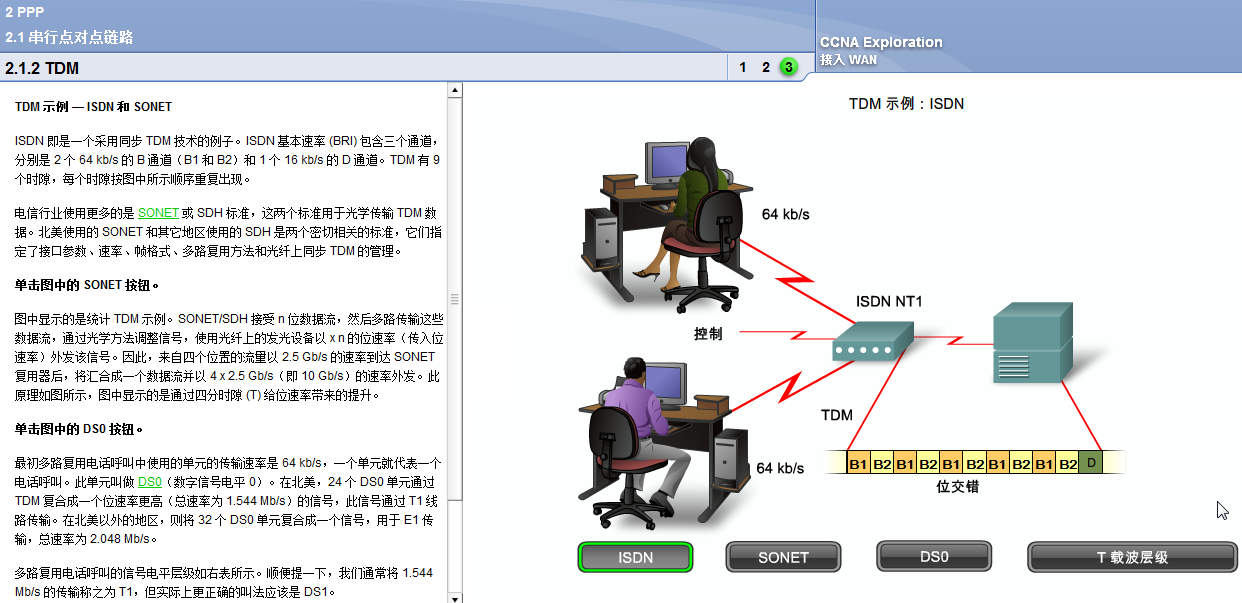 2 PPP
2.1 串行点对点链路
CCNA Exploration
接入 WAN
2.1.2 TDM
1 2 3
TDM 示例 — ISDN 和 SONET
ISDN 即是一个采用同步 TDM 技术的例子。ISDN 基本速率 (BRI) 包含三个通道，
分别是 2 个 64 kb/s 的 B 通道（B1 和 B2）和 1 个 16 kb/s 的 D 通道。TDM 有 9
个时隙，每个时隙按图中所示顺序重复出现。
电信行业使用更多的是 SONET 或 SDH 标准，这两个标准用于光学传输 TDM 数
据。北美使用的 SONET 和其它地区使用的 SDH 是两个密切相关的标准，它们指
定了接口参数、速率、帧格式、多路复用方法和光纤上同步 TDM 的管理。
单击图中的 SONET 按钮。
图中显示的是统计 TDM 示例。SONET/SDH 接受 n 位数据流，然后多路传输这些
数据流，通过光学方法调整信号，使用光纤上的发光设备以 x n 的位速率（传入位
速率）外发该信号。因此，来自四个位置的流量以 2.5 Gb/s 的速率到达 SONET
复用器后，将汇合成一个数据流并以 4 x 2.5 Gb/s（即 10 Gb/s）的速率外发。此
原理如图所示，图中显示的是通过四分时隙 (T) 给位速率带来的提升。
单击图中的 DS0 按钮。
最初多路复用电话呼叫中使用的单元的传输速率是 64 kb/s，一个单元就代表一个
电话呼叫。此单元叫做 DS0（数字信号电平 0）。在北美，24 个 DS0 单元通过
TDM 复合成一个位速率更高（总速率为 1.544 Mb/s）的信号，此信号通过 T1 线
路传输。在北美以外的地区，则将 32 个 DS0 单元复合成一个信号，用于 E1 传
输，总速率为 2.048 Mb/s。
多路复用电话呼叫的信号电平层级如右表所示。顺便提一下，我们通常将 1.544
Mb/s 的传输称之为 T1，但实际上更正确的叫法应该是 DS1。
TDM 示例：ISDN
64 kb/s
ISDN NT1
控制
TDM
64 kb/s
B1 B2 B1 B2 B1 B2 B1 B2 B1 B2 D
位交错
ISDN
SONET
DS0
T 载波层级